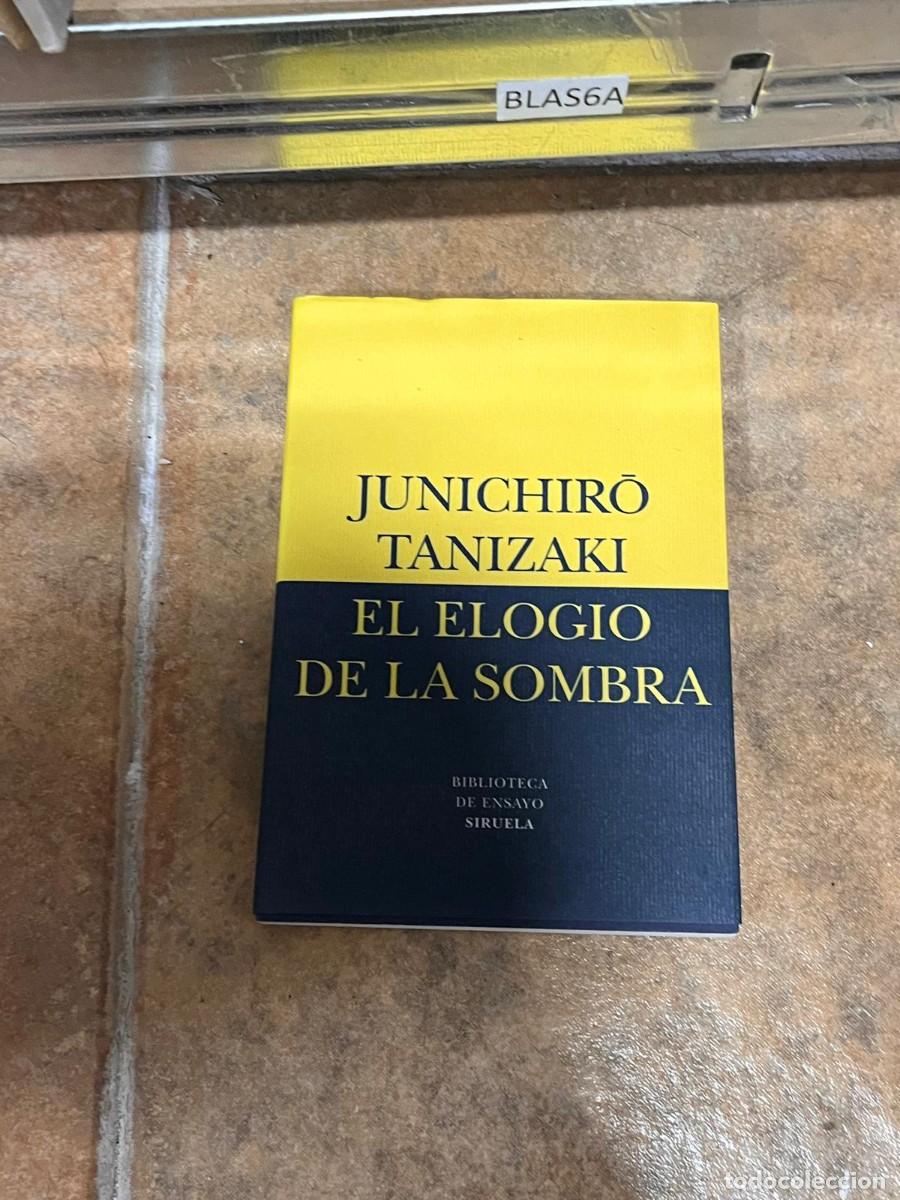 BLAS6A
JUNICHIRŌ
TANIZAKI
EL ELOGIO
DE LA SOMBRA
BIBLIOTECA
DE ENSAYO
SIRUELA
todocoleccion